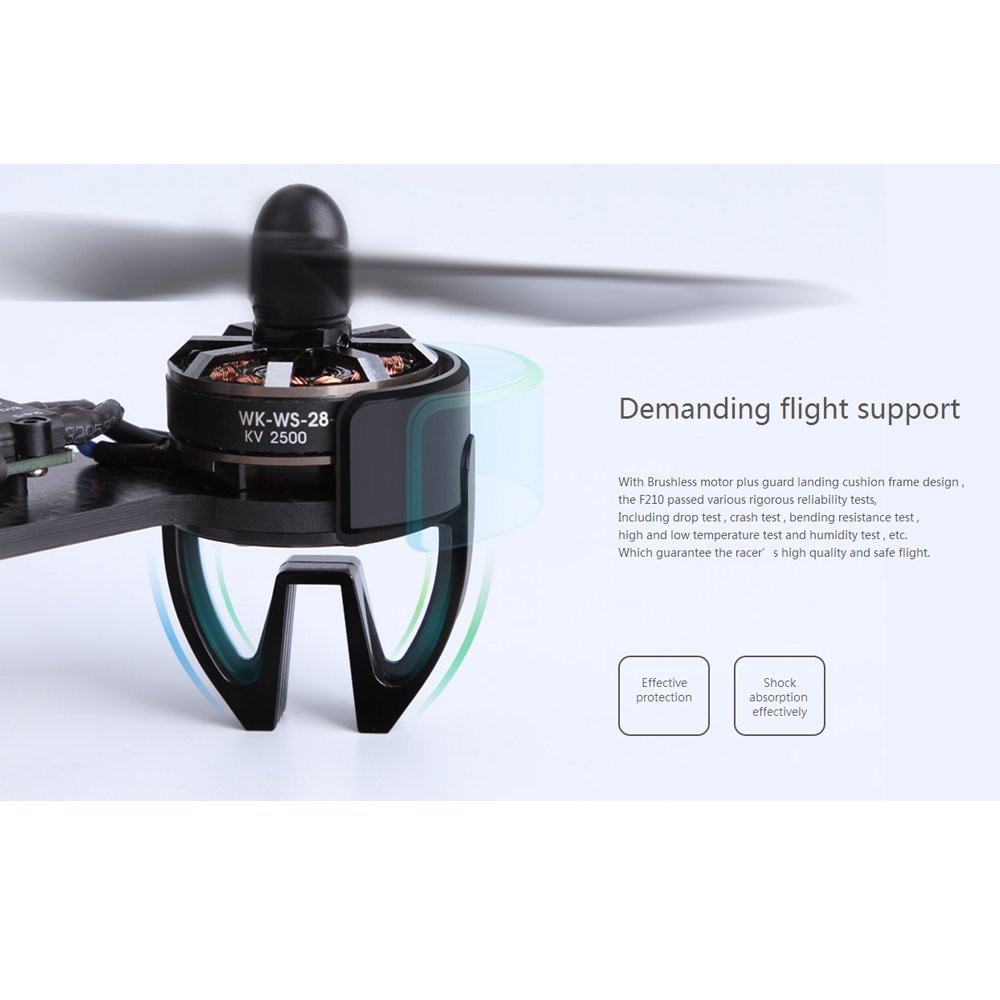 WK-WS-28
KV 2500
Demanding flight support
With Brushless motor plus guard landing cushion frame design ,
the F210 passed various rigorous reliability tests,
Including drop test , crash test , bending resistance test ,
high and low temperature test and humidity test , etc.
Which guarantee the racer’ s high quality and safe flight.
Effective
protection
Shock
absorption
effectively